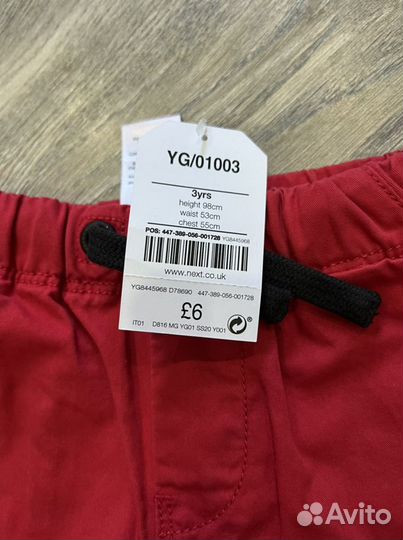 YG/01003
3yrs
height 98cm
waist 53cm
chest 55cm
POS: 447-389-056-001728
YG8445968
www.next.co.uk
YG8445968 D78690 447-389-056-001728
£6
IT01 D816 MG YG01 SS20 Y001
Avito